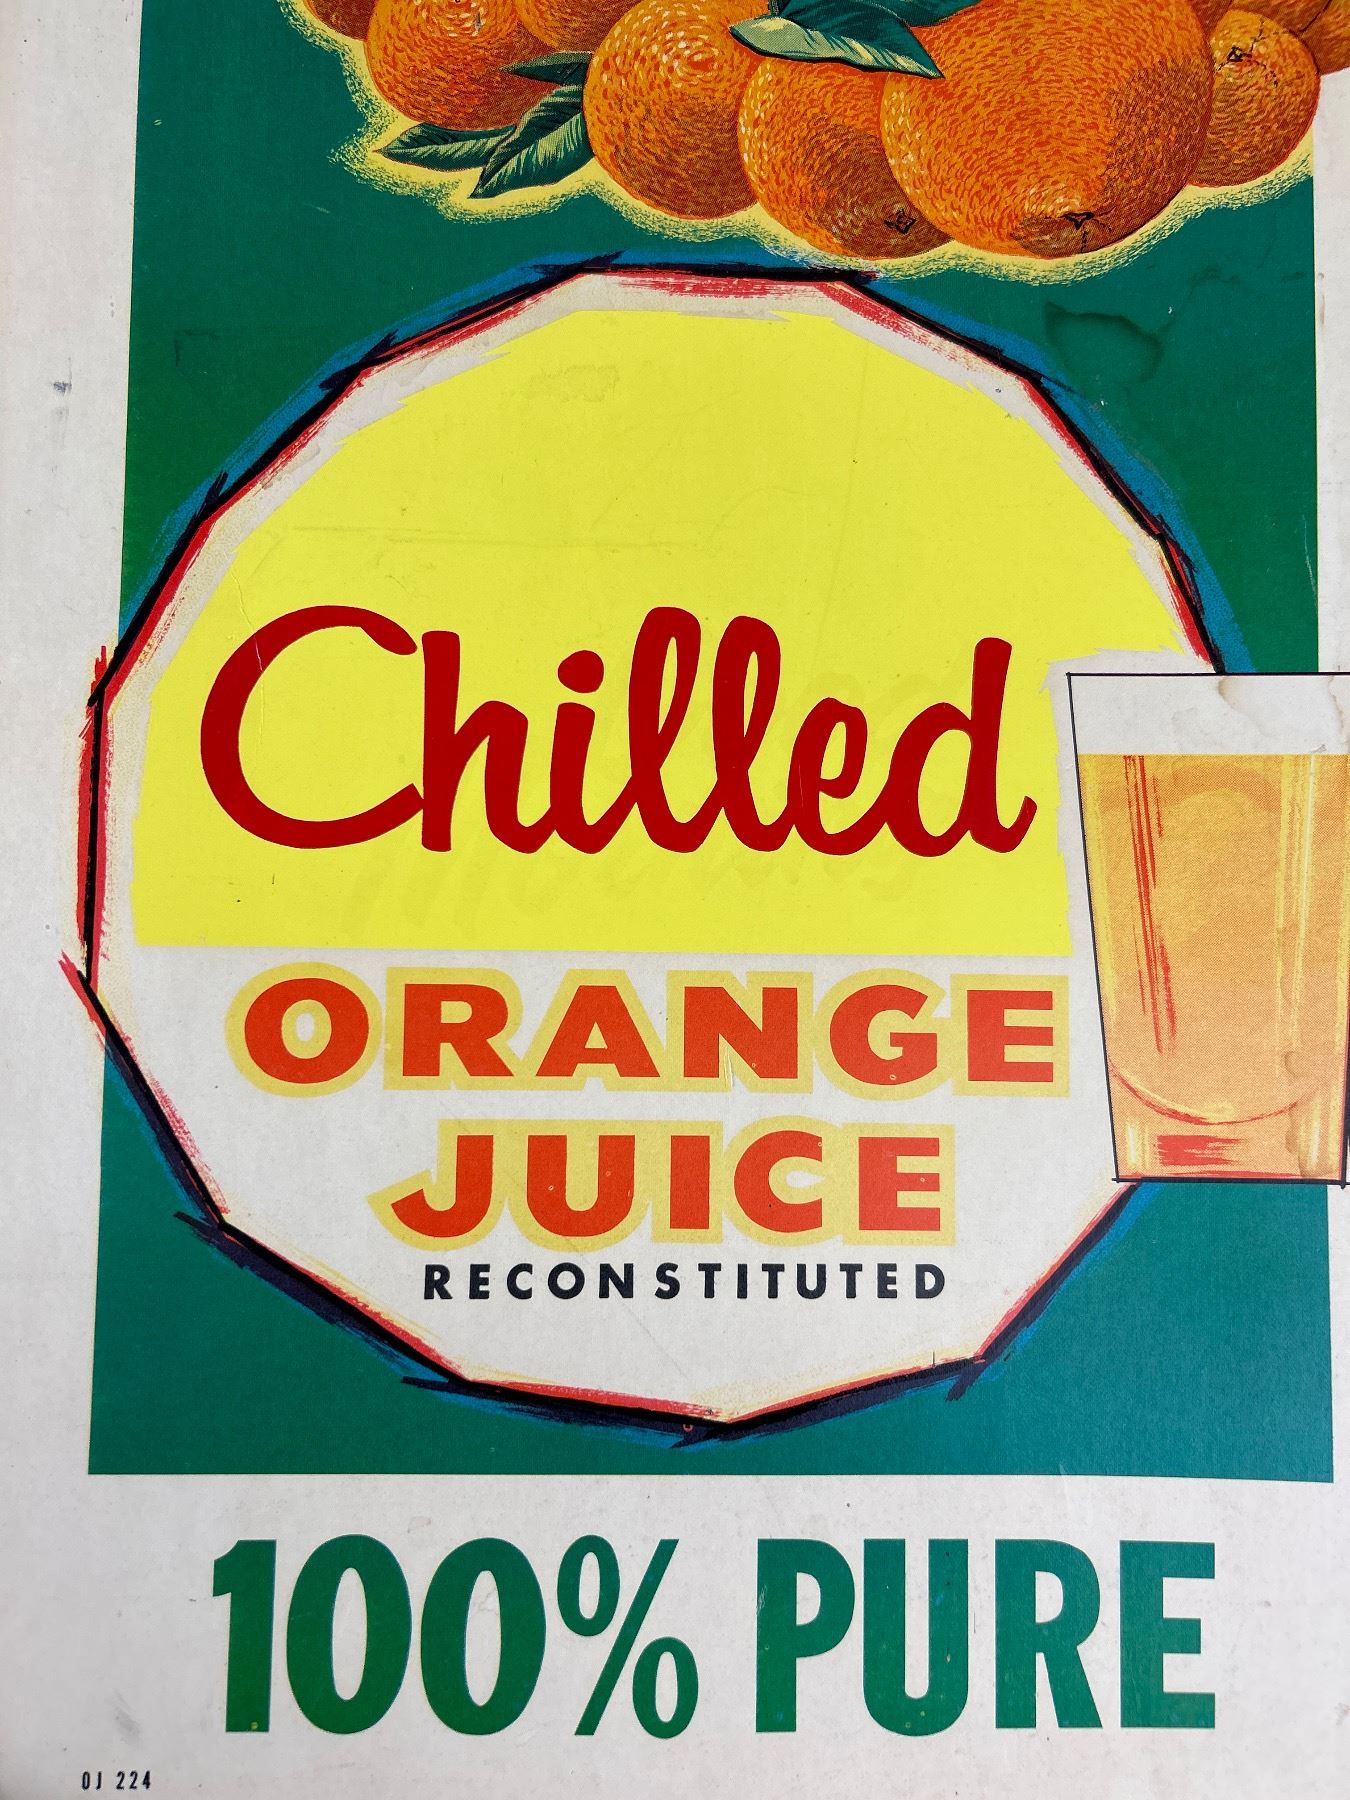 Chilled
ORANGE
JUICE
RECONSTITUTED
100% PURE
OJ 224